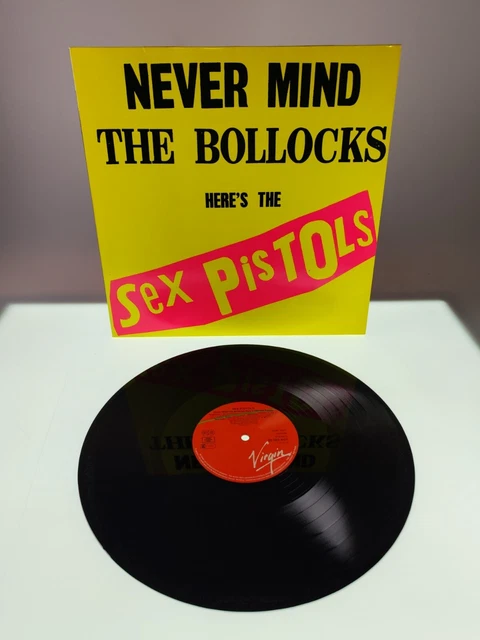 NEVER MIND
THE BOLLOCKS
HERE'S THE
Sex PisTOLs
Virgin